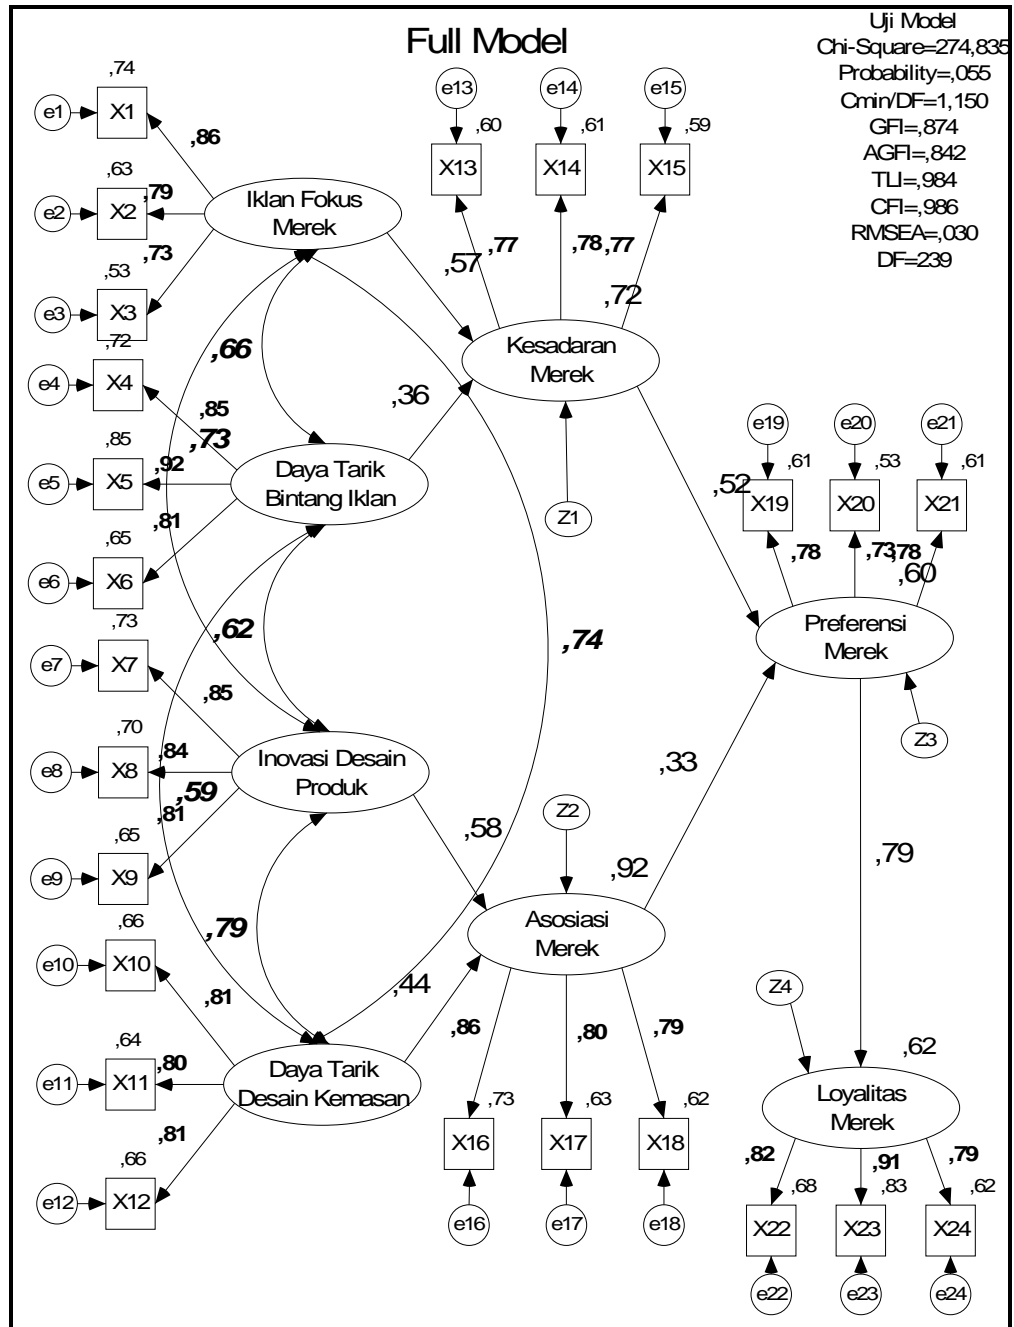 Full Model
Uji Model
Chi-Square=274,835
Probability=,055
Cmin/DF=1,150
GFI=,874
AGFI=,842
TLI=,984
CFI=,986
RMSEA=,030
DF=239
,74
e1
X1
,86
,63
e2
X2
,79
,53
e3
X3
,73
Iklan Fokus
Merek
,72
e4
X4
,85
,85
e5
X5
,92
,65
e6
X6
,81
Daya Tarik
Bintang Iklan
,73
e7
X7
,85
,70
e8
X8
,84
,65
e9
X9
,81
Inovasi Desain
Produk
,66
e10
X10
,81
,64
e11
X11
,80
,66
e12
X12
,81
Daya Tarik
Desain Kemasan
,66
,73
,62
,59
,79
,74
,57
,36
,58
,44
e13
e14
e15
,60
,61
,59
X13
X14
X15
,77
,78
,77
,72
Kesadaran
Merek
Z1
Z2
,92
Asosiasi
Merek
,86
,80
,79
,73
,63
,62
X16
X17
X18
e16
e17
e18
,52
,33
e19
e20
e21
,61
,53
,61
X19
X20
X21
,78
,73
,78
,60
Preferensi
Merek
Z3
,79
Z4
,62
Loyalitas
Merek
,82
,91
,79
,68
,83
,62
X22
X23
X24
e22
e23
e24